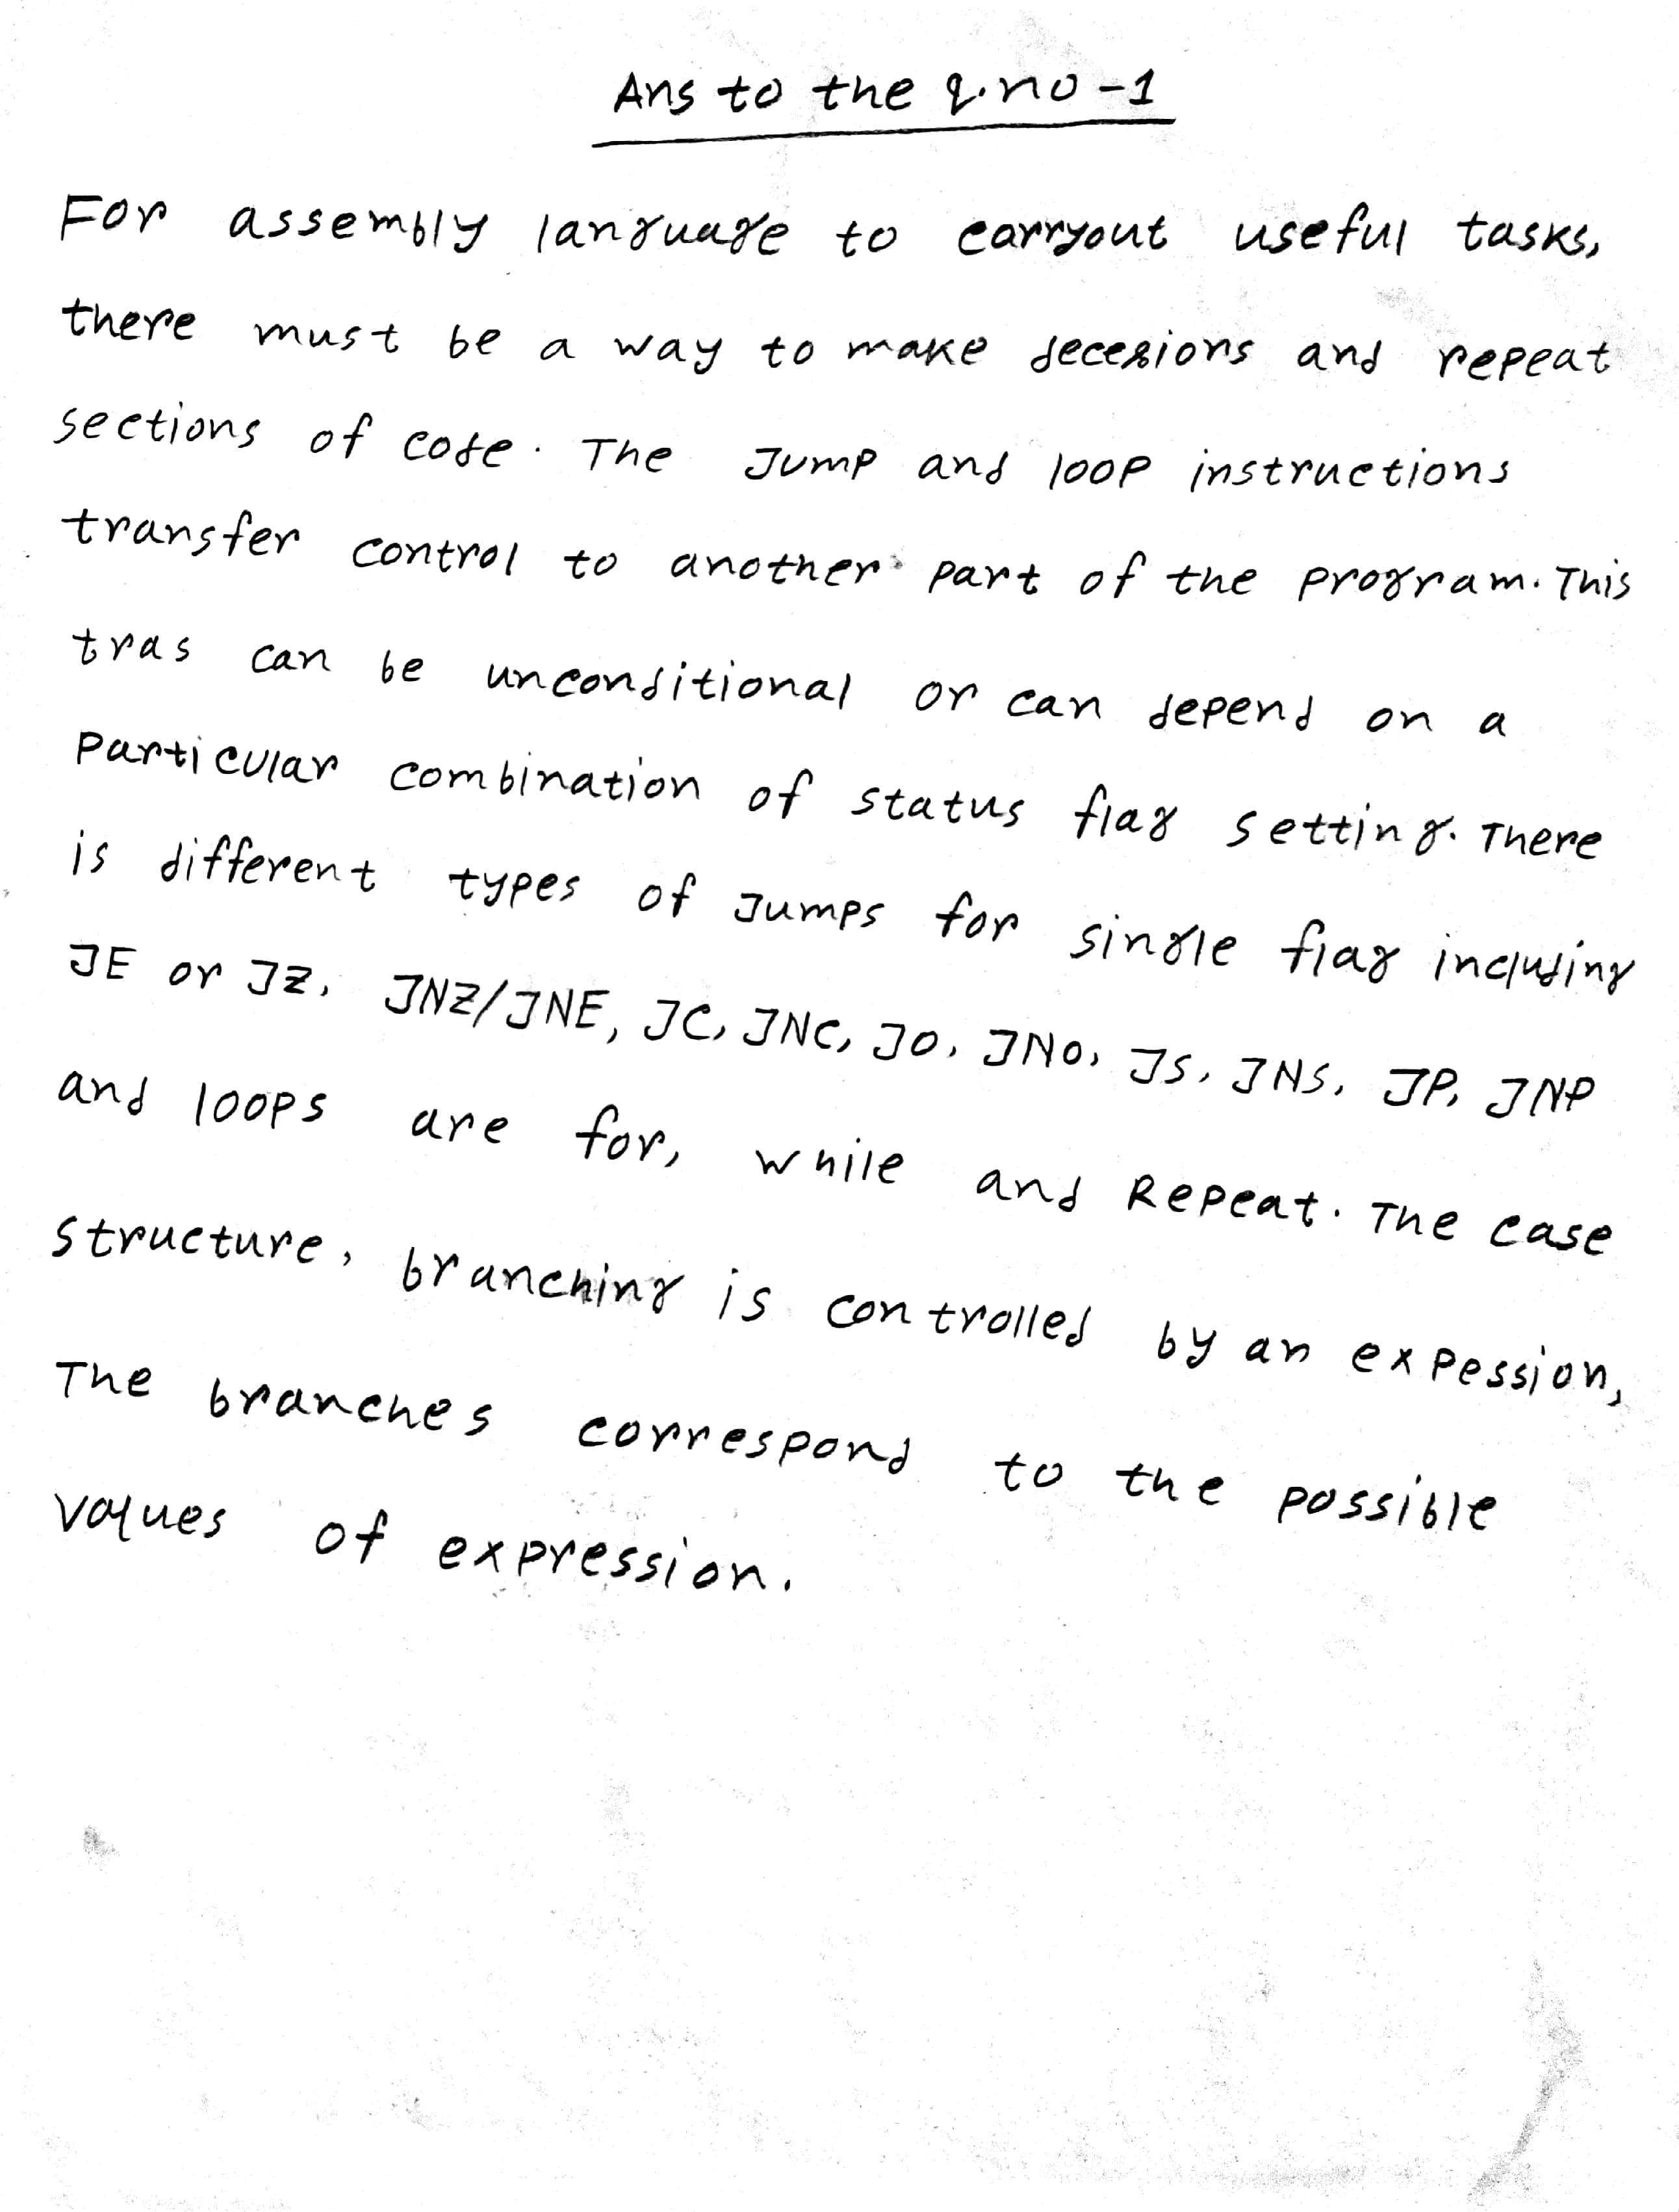 Ans to the q.no-1
For assembly language to carryout useful tasks,
there must be a way to make decesions and repeat
sections of code. The Jump and loop instructions
transfer control to another part of the program. This
tras can be unconditional or can depend on a
particular combination of status flag setting. There
is different types of Jumps for single flag including
JE or JZ, JNZ/JNE, JC, JNC, JO, JNO, JS, JNS, JP, JNP
and loops are for, while and Repeat. The case
structure, branching is controlled by an expession,
The branches correspond to the possible
values of expression.